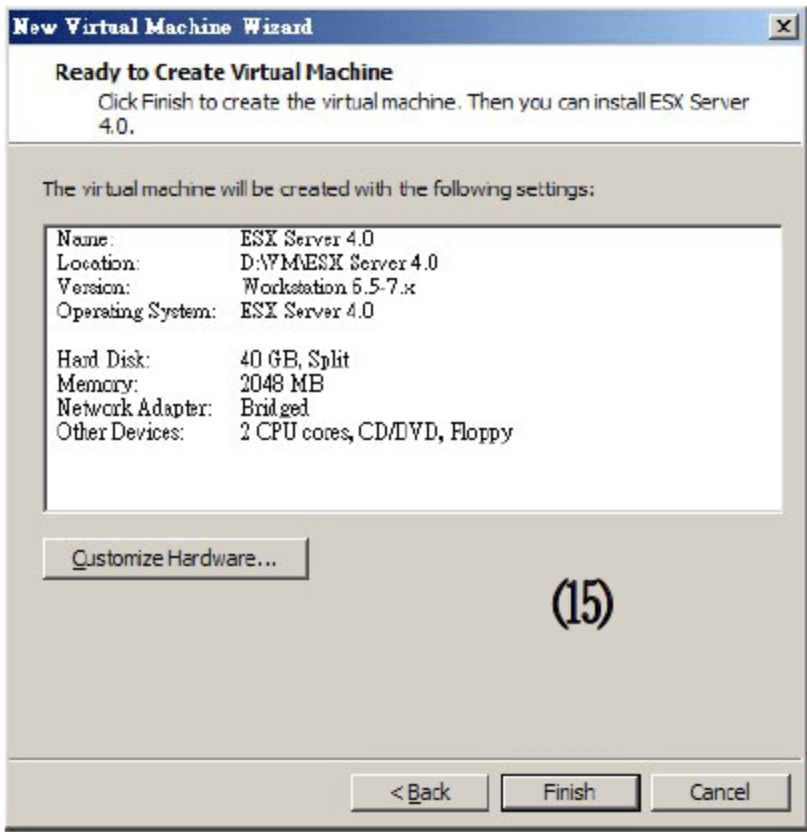 New Virtual Machine Wizard
Ready to Create Virtual Machine
Click Finish to create the virtual machine. Then you can install ESX Server
4.0.
The virtual machine will be created with the following settings:
Name: ESX Server 4.0
Location: D:\VM\ESX Server 4.0
Version: Workstation 6.5-7.x
Operating System: ESX Server 4.0
Hard Disk: 40 GB, Split
Memory: 2048 MB
Network Adapter: Bridged
Other Devices: 2 CPU cores, CD/DVD, Floppy
Customize Hardware...
(15)
< Back Finish Cancel